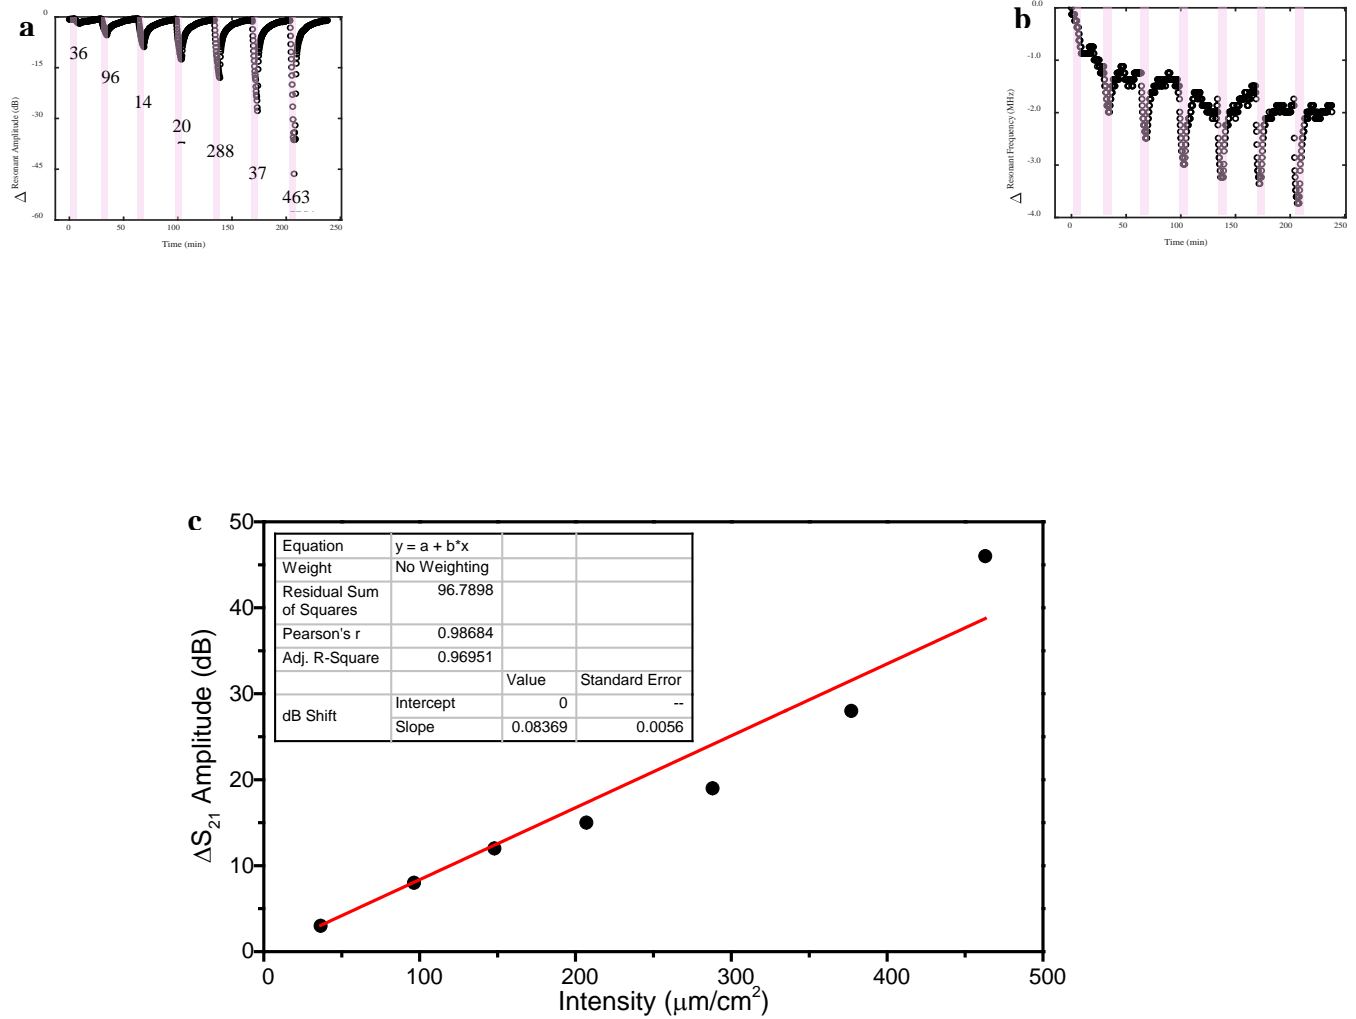 a
0
-15
-30
-45
-60
Δ Resonant Amplitude (dB)
36
96
14
20
288
37
463
0
50
100
150
200
250
Time (min)
b
0.0
-1.0
-2.0
-3.0
-4.0
Δ Resonant Frequency (MHz)
0
50
100
150
200
250
Time (min)
c
50
40
30
20
10
0
ΔS21 Amplitude (dB)
Equation y = a + b*x
Weight No Weighting
Residual Sum 96.7898
of Squares
Pearson's r 0.98684
Adj. R-Square 0.96951
Value Standard Error
dB Shift
Intercept 0 --
Slope 0.08369 0.0056
0 100 200 300 400 500
Intensity (μm/cm²)